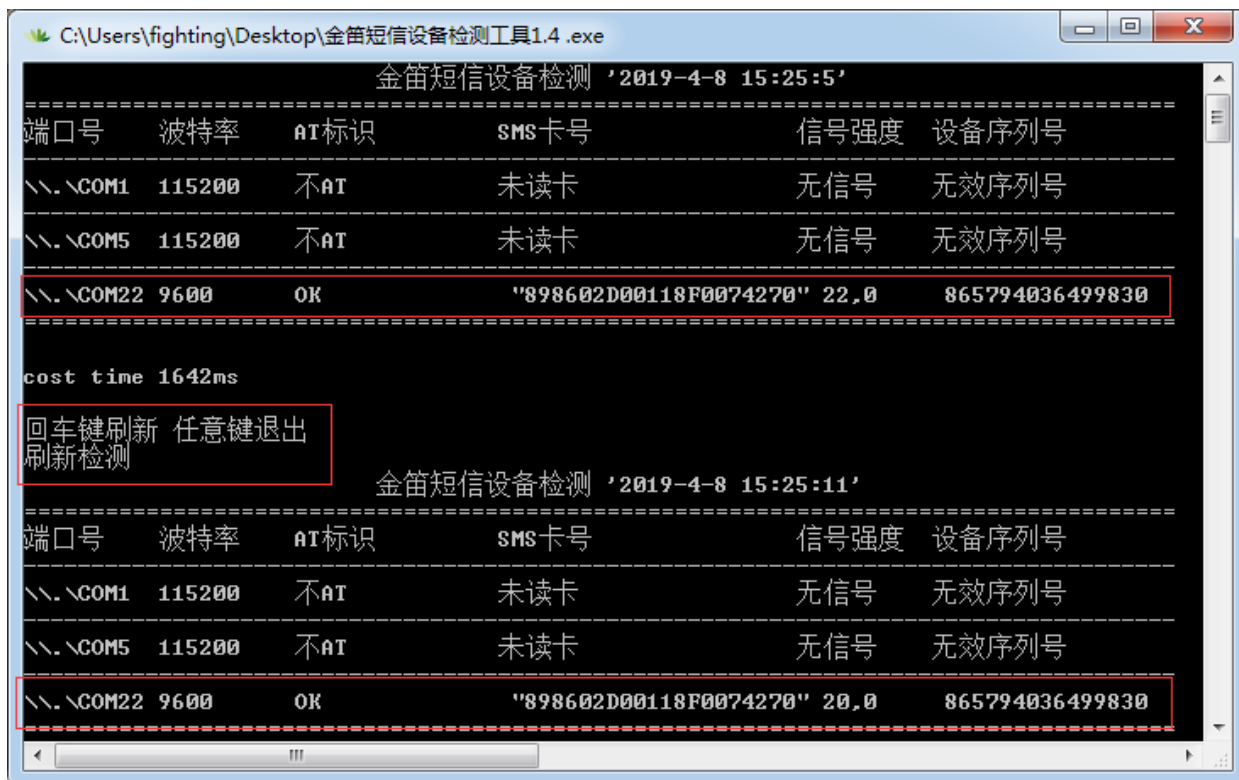 C:\Users\fighting\Desktop\金笛短信设备检测工具1.4 .exe
金笛短信设备检测 '2019-4-8 15:25:5'
端口号 波特率 AT标识 SMS卡号 信号强度 设备序列号
\\.\COM1 115200 不AT 未读卡 无信号 无效序列号
\\.\COM5 115200 不AT 未读卡 无信号 无效序列号
\\.\COM22 9600 OK "898602D00118F0074270" 22,0 865794036499830
cost time 1642ms
回车键刷新 任意键退出
刷新检测
金笛短信设备检测 '2019-4-8 15:25:11'
端口号 波特率 AT标识 SMS卡号 信号强度 设备序列号
\\.\COM1 115200 不AT 未读卡 无信号 无效序列号
\\.\COM5 115200 不AT 未读卡 无信号 无效序列号
\\.\COM22 9600 OK "898602D00118F0074270" 20,0 865794036499830